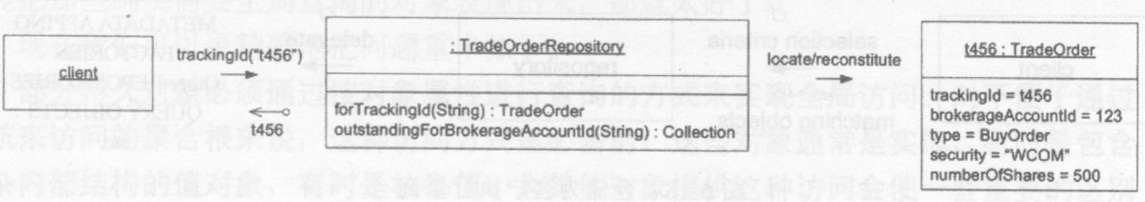 client
trackingId("t456")
t456
: TradeOrderRepository
forTrackingId(String) : TradeOrder
outstandingForBrokerageAccountId(String) : Collection
locate/reconstitute
t456 : TradeOrder
trackingId = t456
brokerageAccountId = 123
type = BuyOrder
security = "WCOM"
numberOfShares = 500